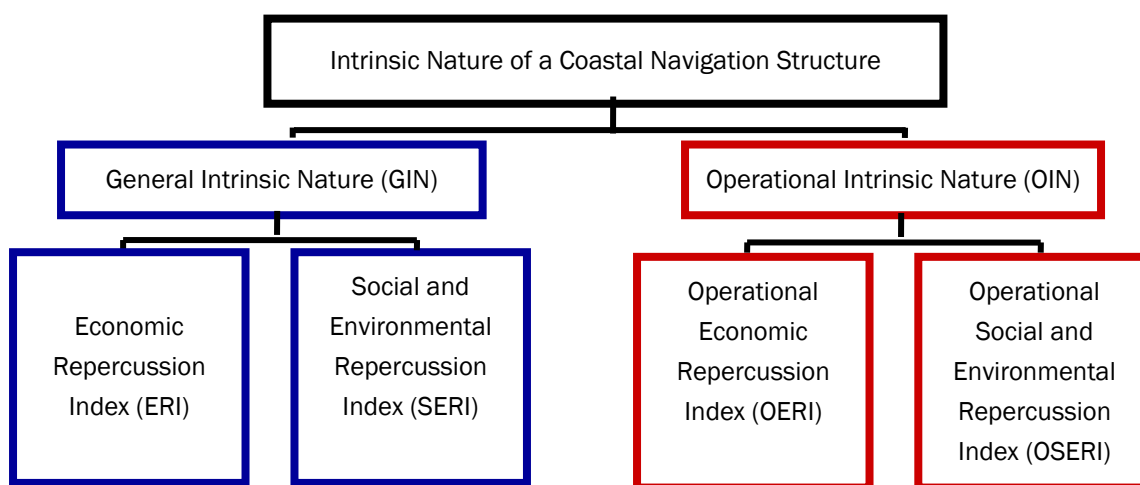 Intrinsic Nature of a Coastal Navigation Structure
General Intrinsic Nature (GIN)
Operational Intrinsic Nature (OIN)
Economic
Repercussion
Index (ERI)
Social and
Environmental
Repercussion
Index (SERI)
Operational
Economic
Repercussion
Index (OERI)
Operational
Social and
Environmental
Repercussion
Index (OSERI)